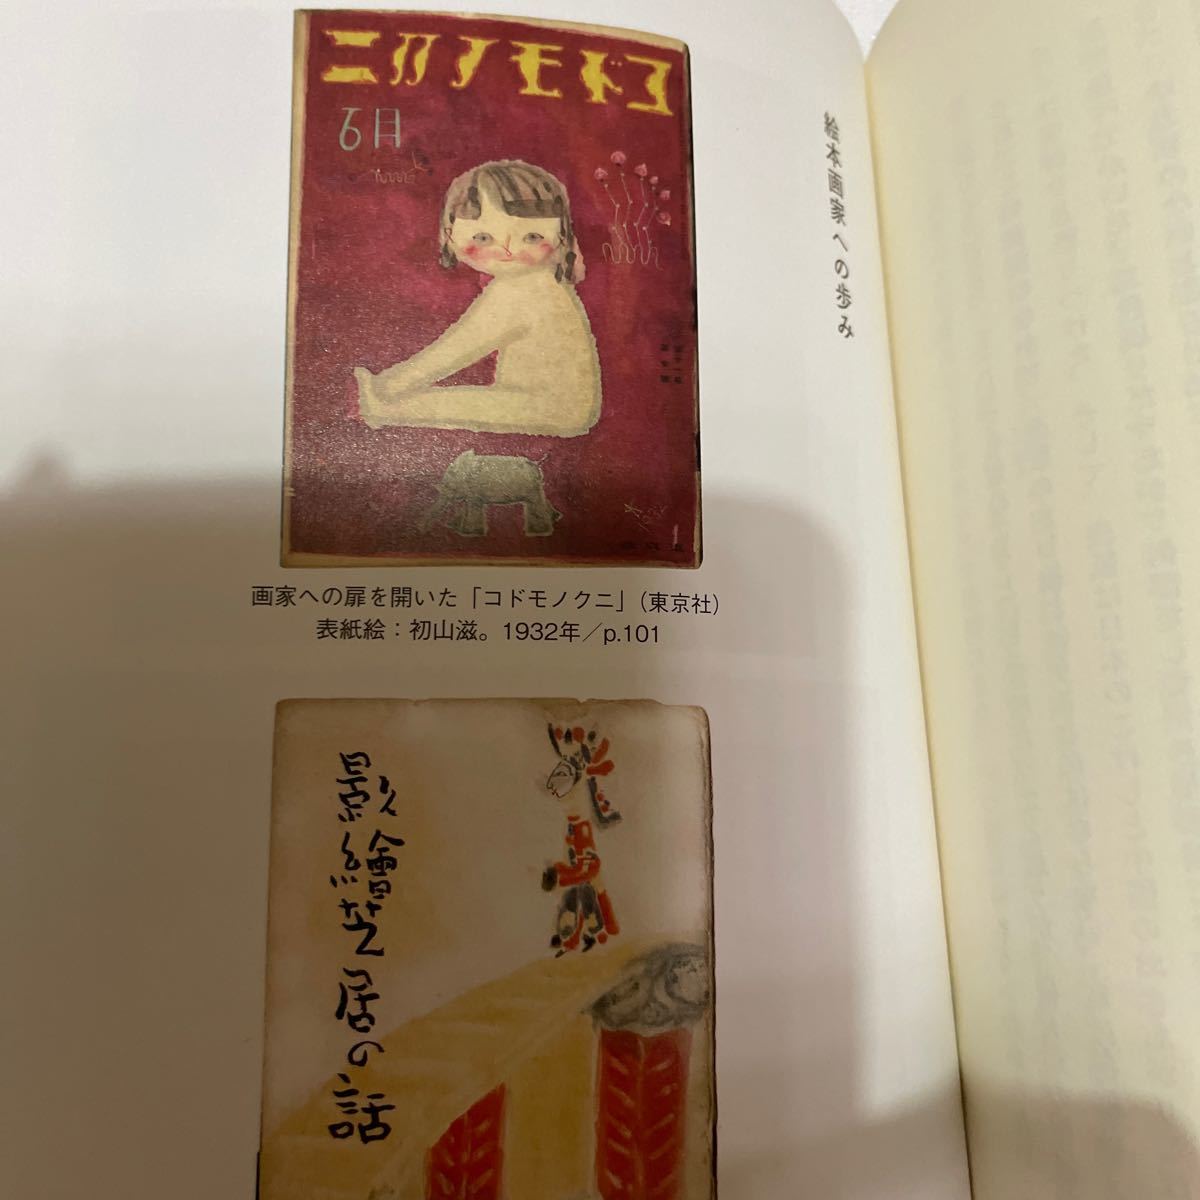 絵本画家への歩み
コドモノクニ
6月
画家への扉を開いた「コドモノクニ」（東京社）
表紙絵：初山滋。1932年／p.101
影繪芝居の話